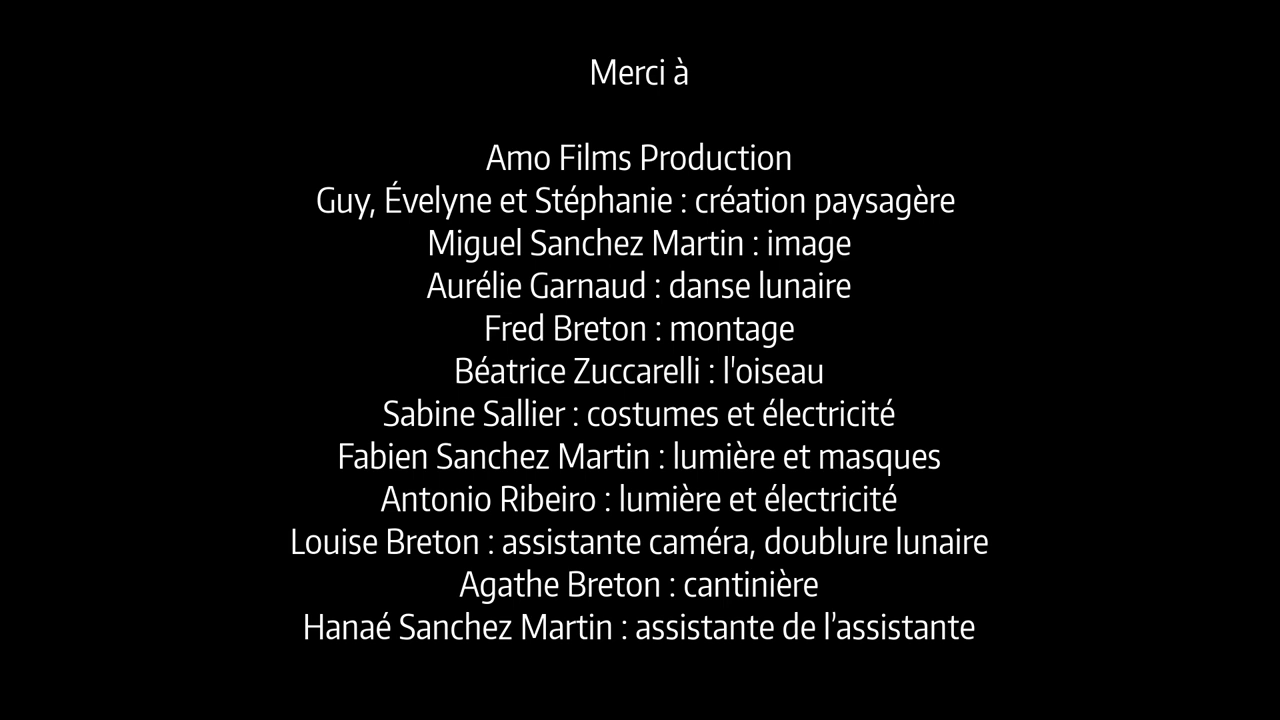 Merci à
Amo Films Production
Guy, Évelyne et Stéphanie : création paysagère
Miguel Sanchez Martin : image
Aurélie Garnaud : danse lunaire
Fred Breton : montage
Béatrice Zuccarelli : l'oiseau
Sabine Sallier : costumes et électricité
Fabien Sanchez Martin : lumière et masques
Antonio Ribeiro : lumière et électricité
Louise Breton : assistante caméra, doublure lunaire
Agathe Breton : cantinière
Hanaé Sanchez Martin : assistante de l’assistante